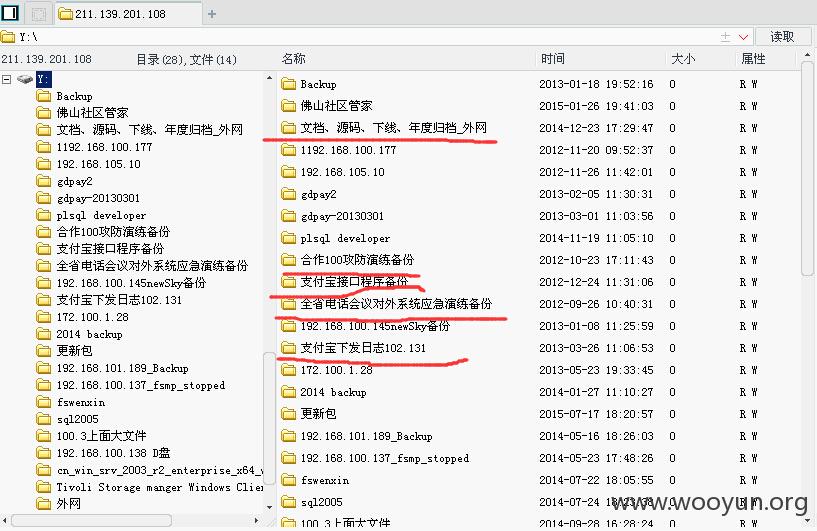 211.139.201.108
Y:\
读取
211.139.201.108 目录(28),文件(14)
名称 时间 大小 属性
Y:
Backup
佛山社区管家
文档、源码、下线、年度归档_外网
1192.168.100.177
192.168.105.10
gdpay2
gdpay-20130301
plsql developer
合作100攻防演练备份
支付宝接口程序备份
全省电话会议对外系统应急演练备份
192.168.100.145newSky备份
支付宝下发日志102.131
172.100.1.28
2014 backup
更新包
192.168.101.189_Backup
192.168.100.137_fsmp_stopped
fswenxin
sql2005
100.3上面大文件
192.168.100.138 D盘
cn_win_srv_2003_r2_enterprise_x64_v
Tivoli Storage manger Windows Clien
外网
Backup 2013-01-18 19:52:16 0 R W
佛山社区管家 2015-01-26 19:41:03 0 R W
文档、源码、下线、年度归档_外网 2014-12-23 17:29:47 0 R W
1192.168.100.177 2012-11-20 09:52:37 0 R W
192.168.105.10 2012-11-26 11:42:01 0 R W
gdpay2 2013-02-05 11:30:31 0 R W
gdpay-20130301 2013-03-01 11:03:56 0 R W
plsql developer 2014-11-19 11:05:10 0 R W
合作100攻防演练备份 2012-10-23 17:11:43 0 R W
支付宝接口程序备份 2012-12-24 11:31:06 0 R W
全省电话会议对外系统应急演练备份 2012-09-26 10:40:31 0 R W
192.168.100.145newSky备份 2013-01-08 11:25:59 0 R W
支付宝下发日志102.131 2013-03-26 11:06:53 0 R W
172.100.1.28 2013-05-23 19:33:45 0 R W
2014 backup 2014-01-27 11:10:27 0 R W
更新包 2015-07-17 18:20:57 0 R W
192.168.101.189_Backup 2014-05-16 18:26:03 0 R W
192.168.100.137_fsmp_stopped 2014-05-23 17:48:26 0 R W
fswenxin 2014-07-22 18:05:55 0 R W
sql2005 2014-07-24 18:23:38 0 R W
100.3上面大文件 2014-09-28 16:28:24 0 R W
www.wooyun.org